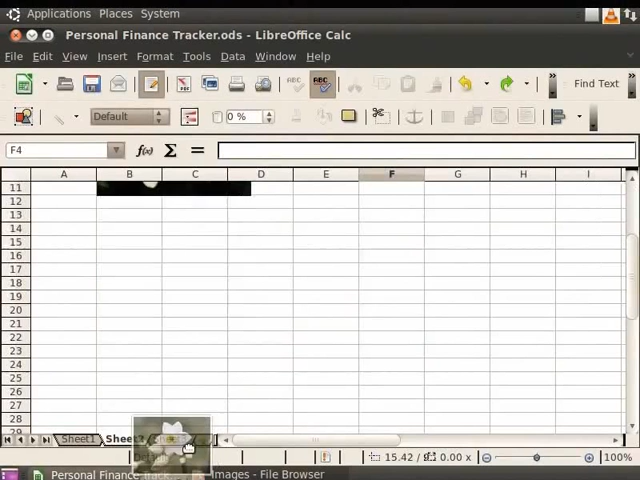 Applications Places System
Personal Finance Tracker.ods - LibreOffice Calc
File Edit View Insert Format Tools Data Window Help
Find Text
Default 0 %
F4
A B C D E F G H I
11
12
13
14
15
16
17
18
19
20
21
22
23
24
25
26
27
28
Sheet1
15.42 / 0.00 x 100%
Personal Finance Images - File Browser